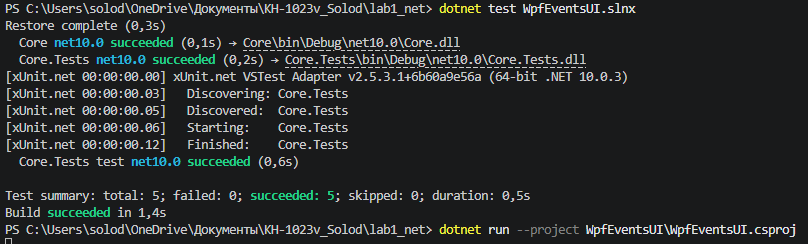 PS C:\Users\solod\OneDrive\Документы\КН-1023v_Solod\lab1_net> dotnet test WpfEventsUI.slnx
Restore complete (0,3s)
  Core net10.0 succeeded (0,1s) → Core\bin\Debug\net10.0\Core.dll
  Core.Tests net10.0 succeeded (0,2s) → Core.Tests\bin\Debug\net10.0\Core.Tests.dll
[xUnit.net 00:00:00.00] xUnit.net VSTest Adapter v2.5.3.1+6b60a9e56a (64-bit .NET 10.0.3)
[xUnit.net 00:00:00.03]   Discovering: Core.Tests
[xUnit.net 00:00:00.05]   Discovered:  Core.Tests
[xUnit.net 00:00:00.06]   Starting:    Core.Tests
[xUnit.net 00:00:00.12]   Finished:    Core.Tests
  Core.Tests test net10.0 succeeded (0,6s)
Test summary: total: 5; failed: 0; succeeded: 5; skipped: 0; duration: 0,5s
Build succeeded in 1,4s
PS C:\Users\solod\OneDrive\Документы\КН-1023v_Solod\lab1_net> dotnet run --project WpfEventsUI\WpfEventsUI.csproj